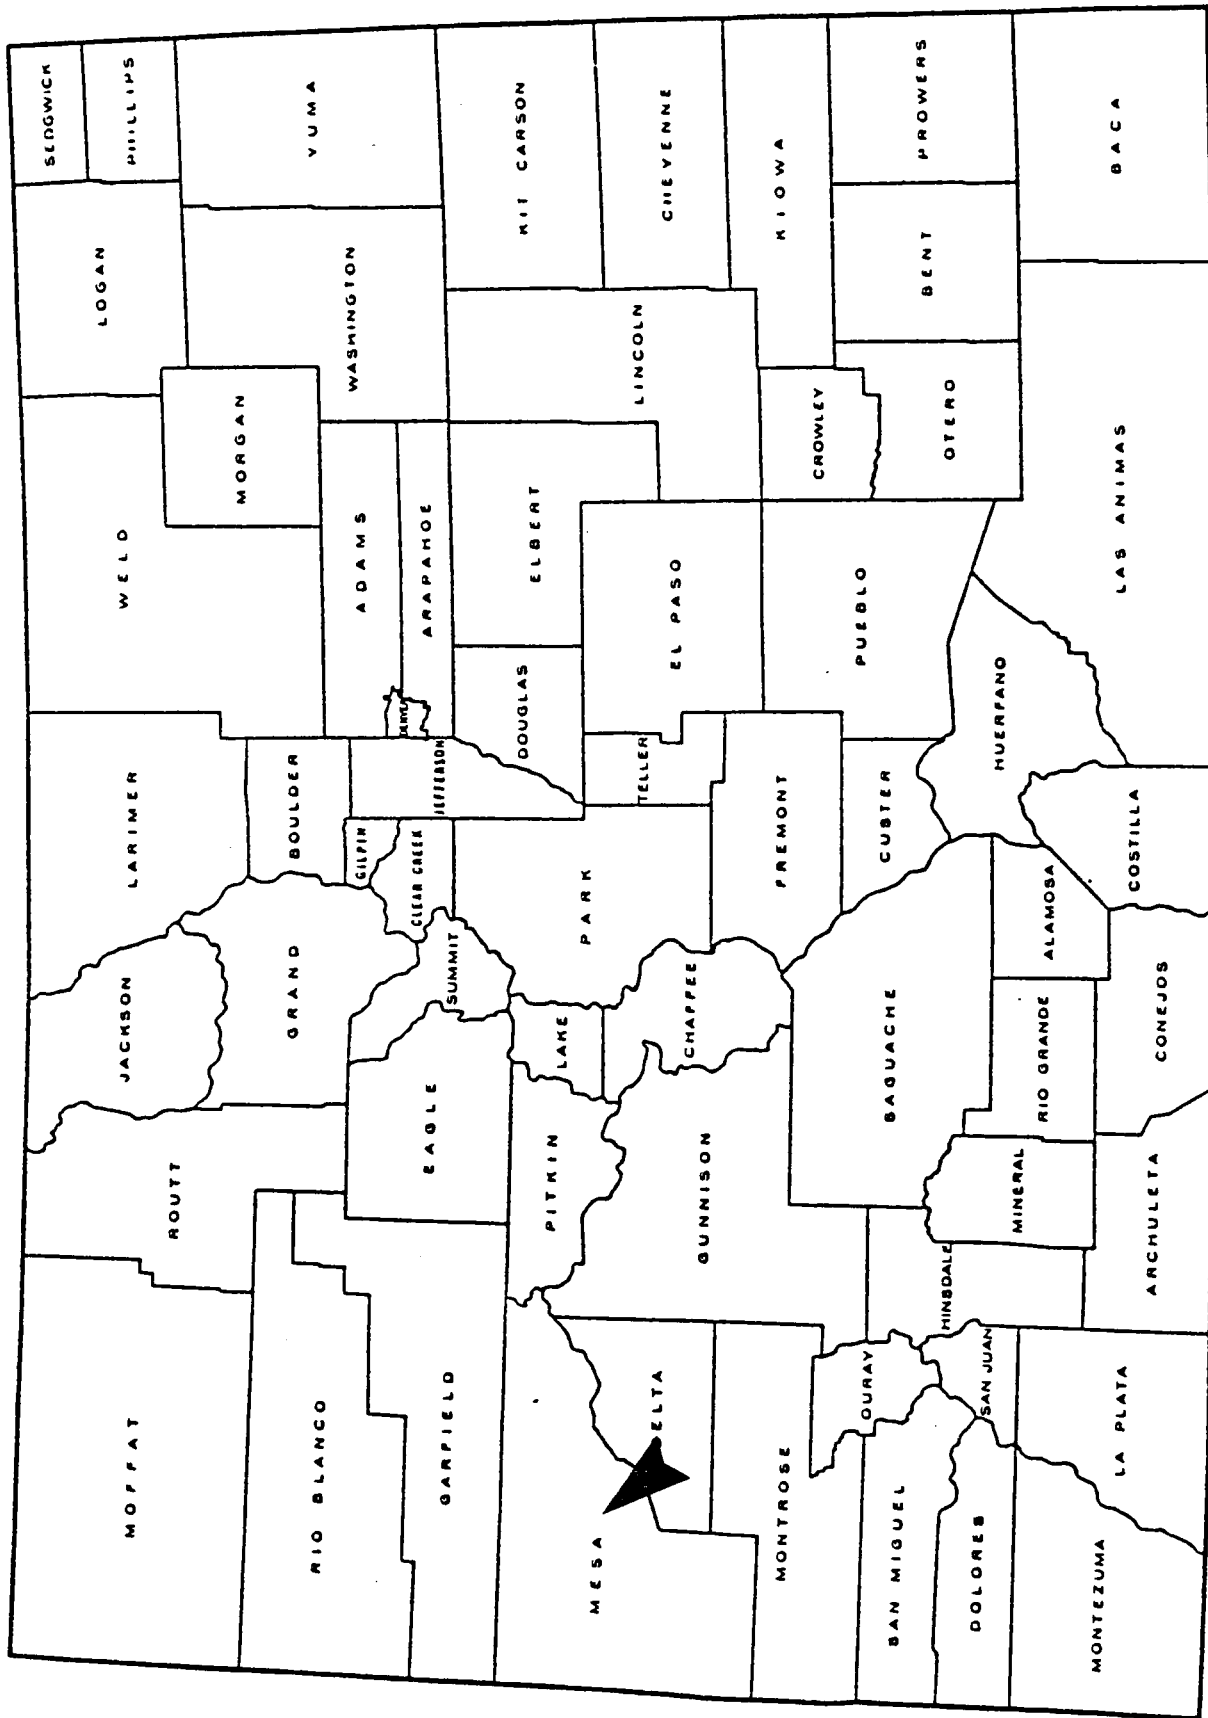 MOFFAT
ROUTT
JACKSON
LARIMER
WELD
LOGAN
SEDGWICK
PHILLIPS
RIO BLANCO
GRAND
BOULDER
MORGAN
WASHINGTON
YUMA
GARFIELD
EAGLE
SUMMIT
GILPIN
CLEAR CREEK
JEFFERSON
DENVER
ADAMS
ARAPAHOE
MESA
PITKIN
LAKE
PARK
DOUGLAS
ELBERT
LINCOLN
KIT CARSON
ELTA
GUNNISON
CHAFFEE
TELLER
EL PASO
CHEYENNE
MONTROSE
OURAY
FREMONT
PUEBLO
CROWLEY
KIOWA
SAN MIGUEL
HINSDALE
SAGUACHE
CUSTER
OTERO
BENT
PROWERS
DOLORES
SAN JUAN
MINERAL
RIO GRANDE
ALAMOSA
HUERFANO
MONTEZUMA
LA PLATA
ARCHULETA
CONEJOS
COSTILLA
LAS ANIMAS
BACA